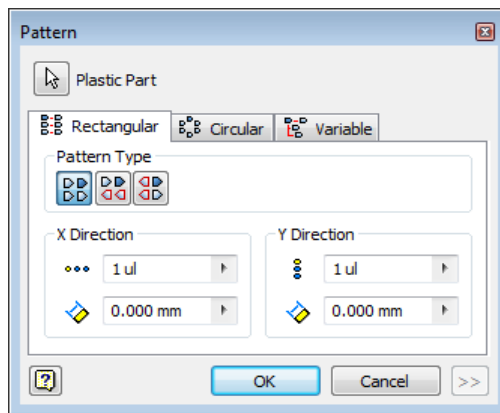 Pattern
Plastic Part
Rectangular Circular Variable
Pattern Type
X Direction Y Direction
1 ul 1 ul
0.000 mm 0.000 mm
? OK Cancel >>